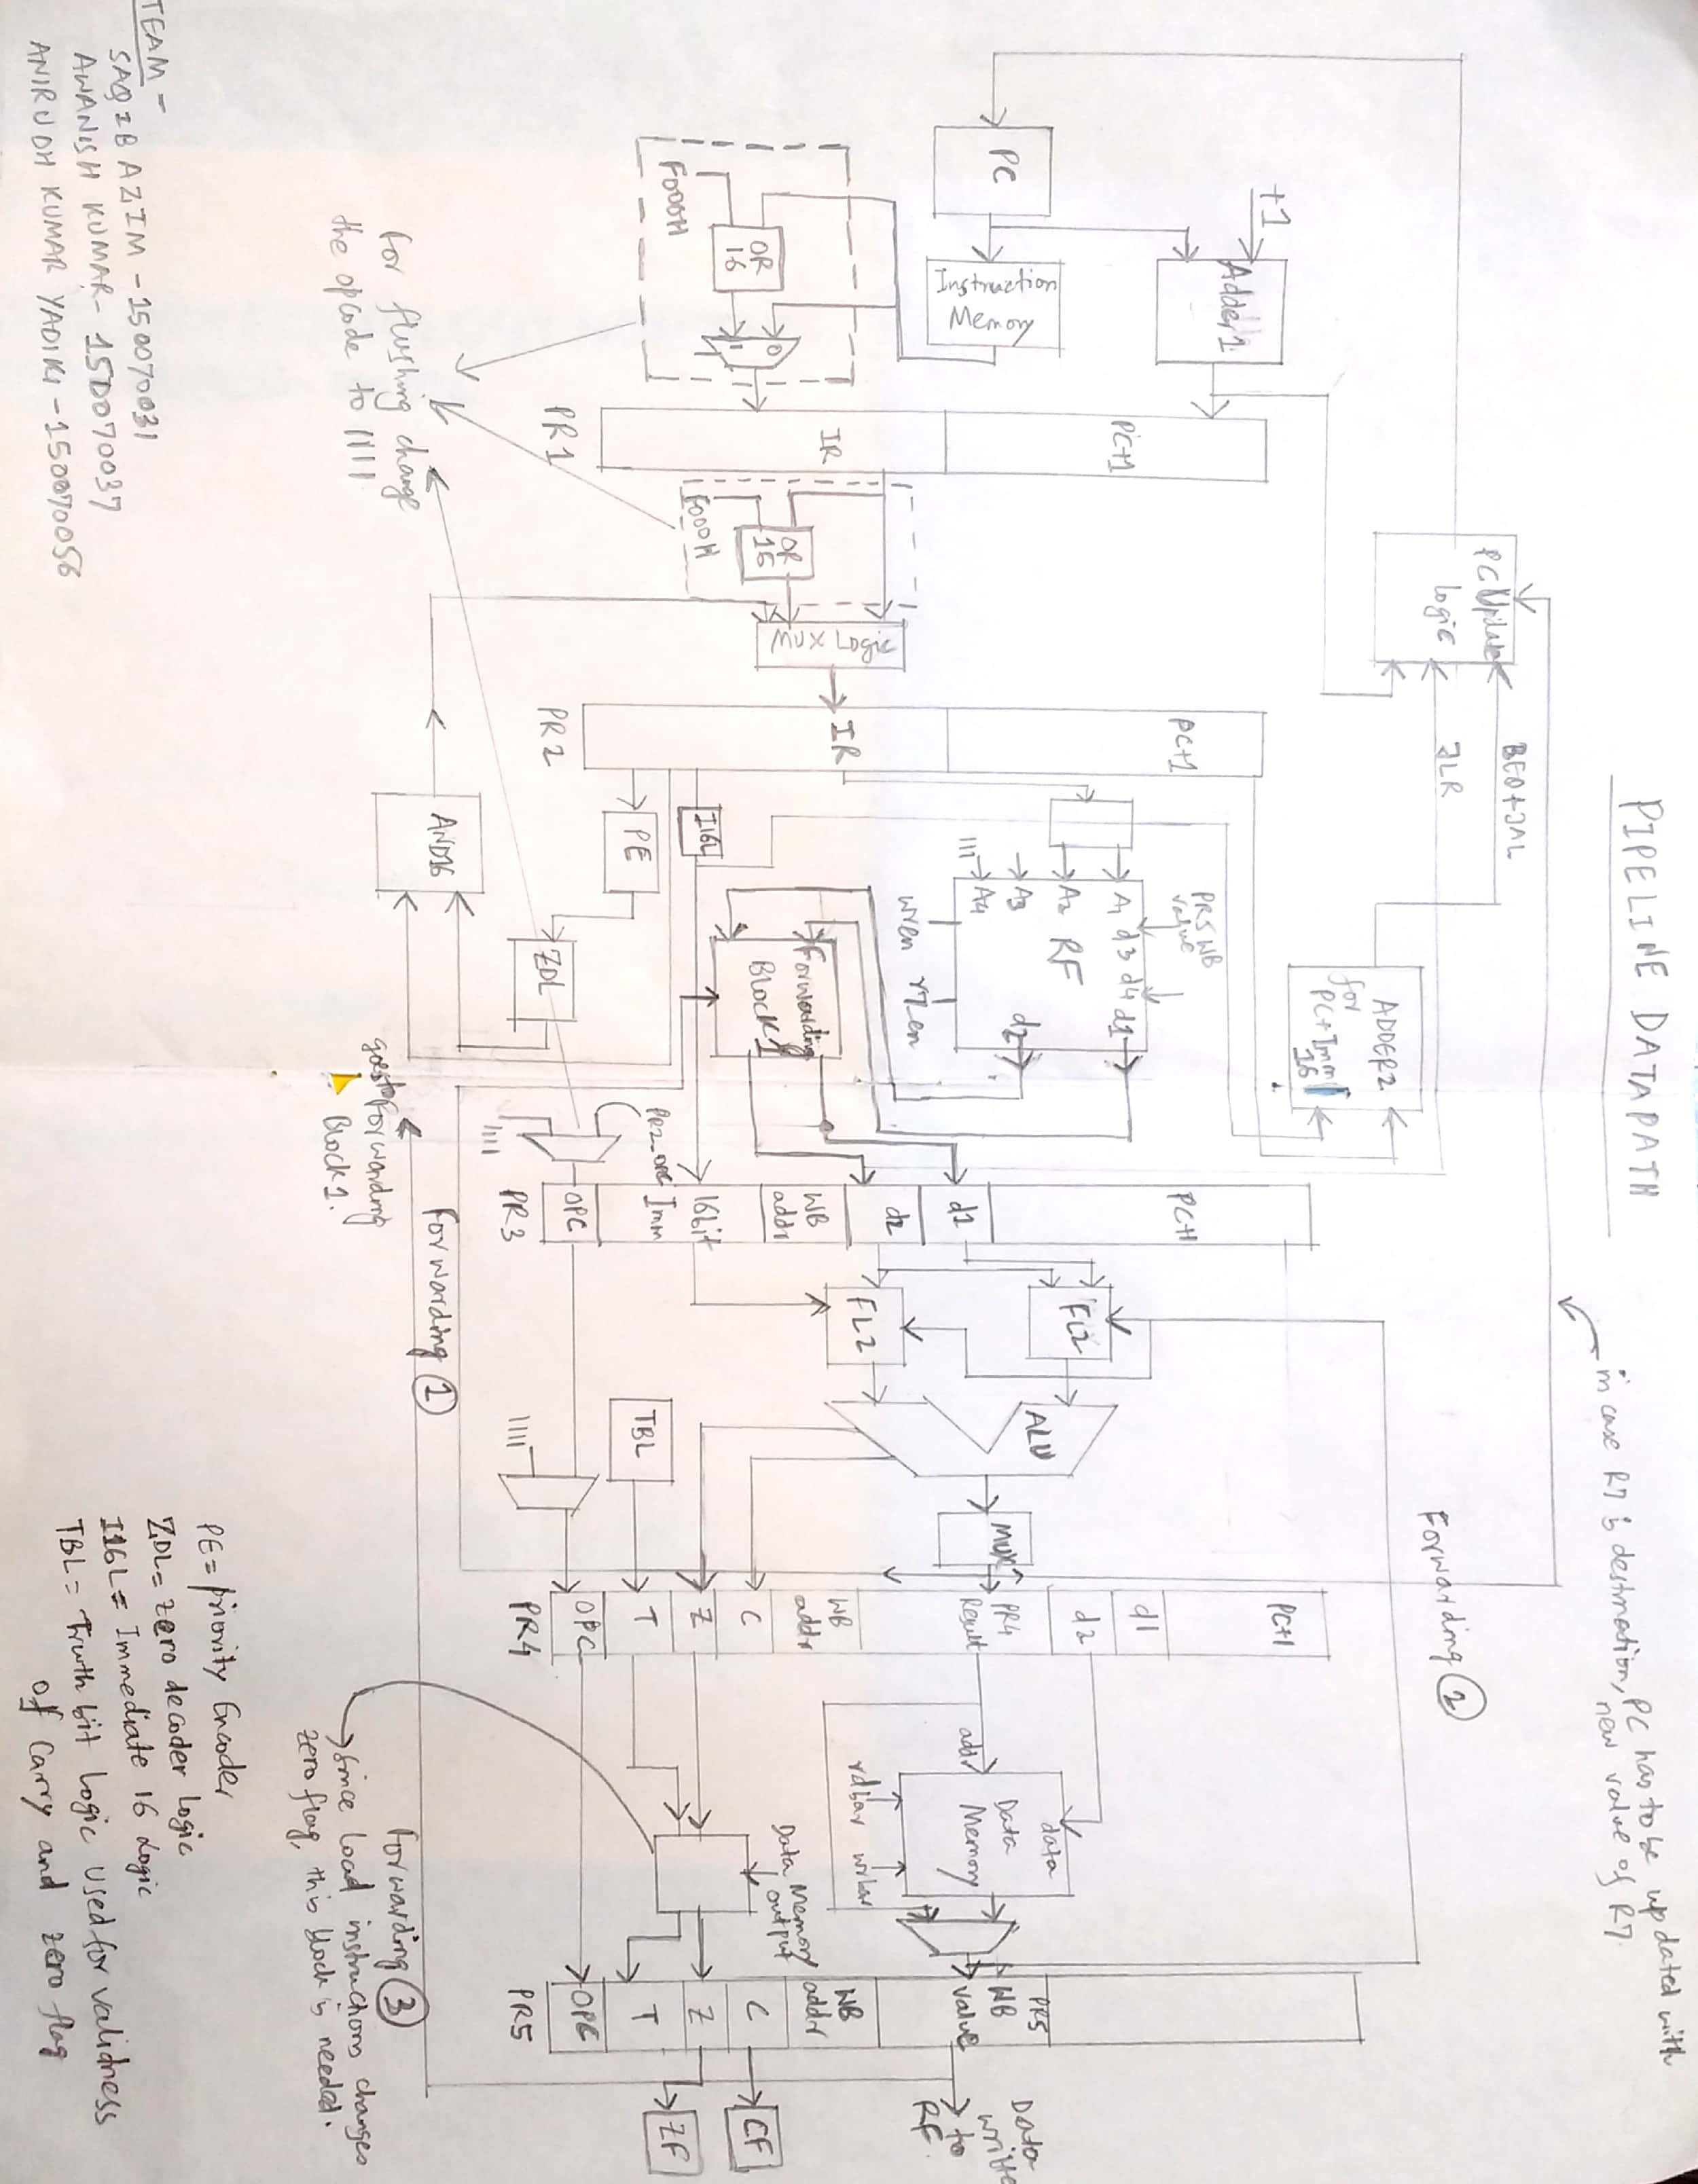 PIPELINE DATAPATH
in case R7 is destination, PC has to be updated with
new value of R7
PC Update
Logic
BEQ+JAL
JLR
Forwarding 2
ADDER2
for
PC+Imm
16
+1
Adder 1
PC+1
PC+1
PC+1
PC+1
PR5 WB
value
A1 d3 d4 d1
A2 RF
A3
A4
111
d2
wren r7_en
PC
Instruction
Memory
IR
IR
OR
16
F000H
0
1
OR
16
F000H
MUX Logic
Forwarding
Block 1
I16L
PE
ZDL
AND16
d1
d2
WB
addr
16bit
Imm
OPC
PR2_OPC
1111
FL2
FL2
ALU
MUX
TBL
1111
d1
d2
PR4
Result
WB
addr
C
Z
T
OPC
data
Data
Memory
addr
rdbar wrbar
Data Memory
output
PR5
WB
value
WB
addr
C
Z
T
OPC
Data
to
RF
CF
ZF
PR1
PR2
PR3
PR4
PR5
For flushing change
the opcode to 1111
Forwarding 1
goes to Forwarding
Block 1.
Forwarding 3
Since Load instructions changes
zero flag, this block is needed.
PE = Priority Encoder
ZDL = Zero decoder Logic
I16L = Immediate 16 Logic
TBL = Truth bit Logic used for validness
of Carry and zero flag
TEAM -
SAQIB AZIM - 150070031
AWANISH KUMAR - 15D070037
ANIRUDH KUMAR YADIKI - 150070056